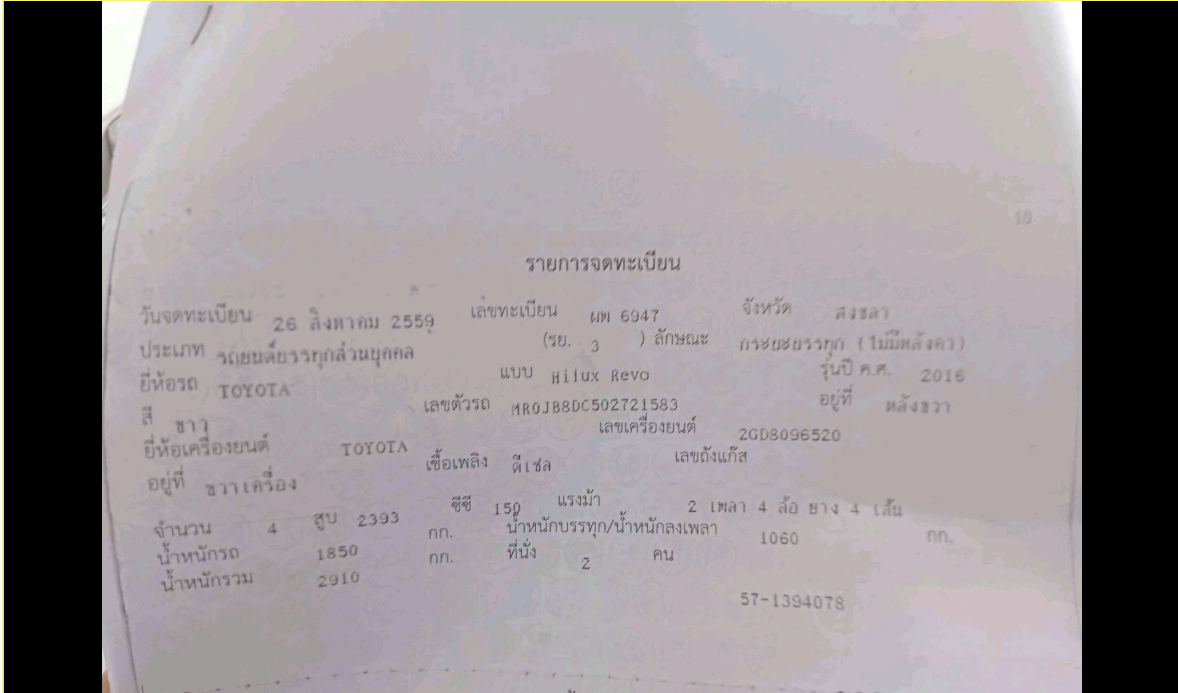 10
รายการจดทะเบียน
วันจดทะเบียน 26 สิงหาคม 2559 เลขทะเบียน ผฬ 6947 จังหวัด สงขลา
ประเภท รถยนต์บรรทุกส่วนบุคคล (รย. 3 ) ลักษณะ กระบะบรรทุก (ไม่มีหลังคา)
ยี่ห้อรถ TOYOTA แบบ Hilux Revo รุ่นปี ค.ศ. 2016
สี ขาว เลขตัวรถ MR0JB8DC502721583 อยู่ที่ หลังขวา
ยี่ห้อเครื่องยนต์ TOYOTA เลขเครื่องยนต์ 2GD8096520
อยู่ที่ ขวาเครื่อง เชื้อเพลิง ดีเซล เลขถังแก๊ส
จำนวน 4 สูบ 2393 ซีซี 150 แรงม้า 2 เพลา 4 ล้อ ยาง 4 เส้น
น้ำหนักรถ 1850 กก. น้ำหนักบรรทุก/น้ำหนักลงเพลา 1060 กก.
น้ำหนักรวม 2910 กก. ที่นั่ง 2 คน
57-1394078